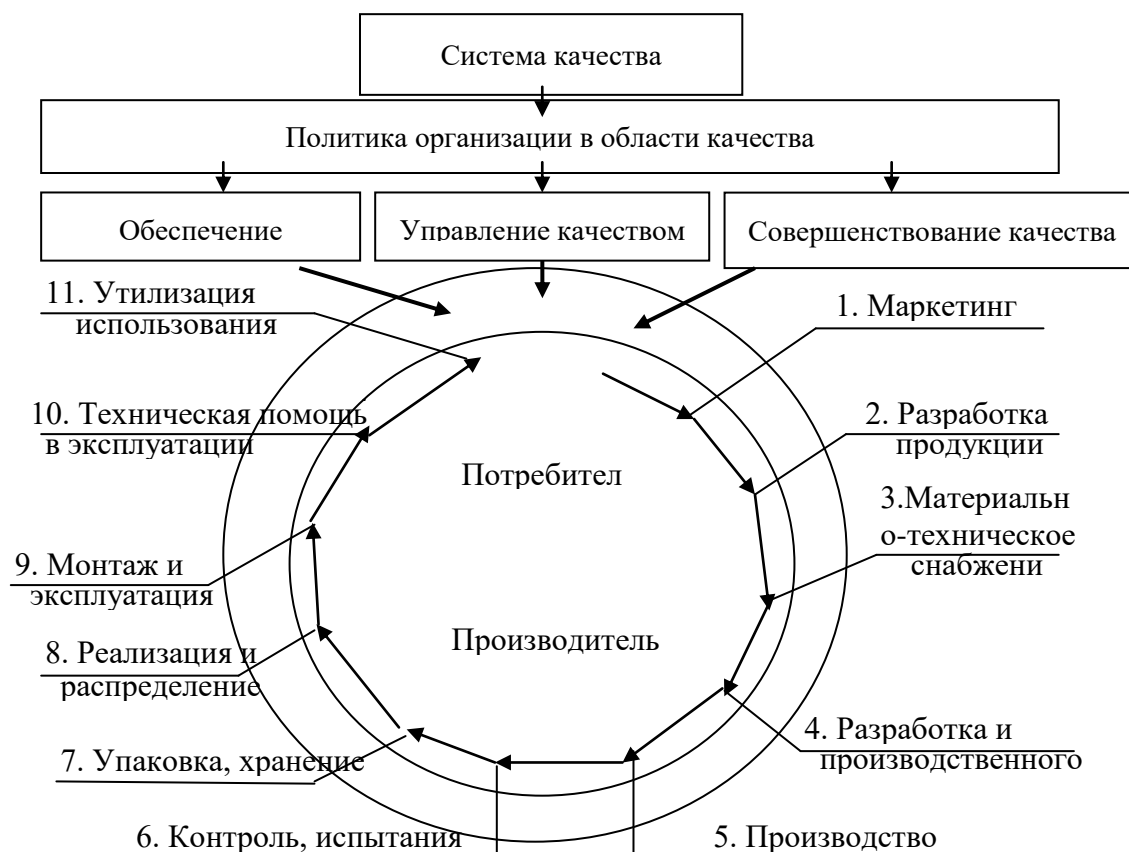 Система качества
Политика организации в области качества
Обеспечение
Управление качеством
Совершенствование качества
11. Утилизация
использования
1. Маркетинг
10. Техническая помощь
в эксплуатации
2. Разработка
продукции
Потребител
3.Материальн
о-техническое
снабжени
9. Монтаж и
эксплуатация
Производитель
8. Реализация и
распределение
4. Разработка и
производственного
7. Упаковка, хранение
6. Контроль, испытания
5. Производство